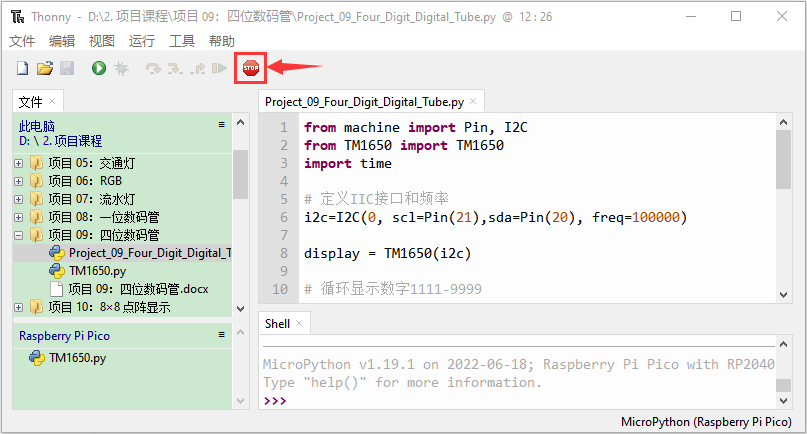 Thonny - D:\2. 项目课程\项目 09：四位数码管\Project_09_Four_Digit_Digital_Tube.py @ 12 : 26
文件 编辑 视图 运行 工具 帮助
STOP
文件 ×
此电脑
D: \ 2. 项目课程
项目 05：交通灯
项目 06：RGB
项目 07：流水灯
项目 08：一位数码管
项目 09：四位数码管
Project_09_Four_Digit_Digital_T
TM1650.py
项目 09：四位数码管.docx
项目 10：8×8 点阵显示
Raspberry Pi Pico
TM1650.py
Project_09_Four_Digit_Digital_Tube.py ×
1 from machine import Pin, I2C
2 from TM1650 import TM1650
3 import time
4
5 # 定义IIC接口和频率
6 i2c=I2C(0, scl=Pin(21),sda=Pin(20), freq=100000)
7
8 display = TM1650(i2c)
9
10 # 循环显示数字1111-9999
Shell ×
MicroPython v1.19.1 on 2022-06-18; Raspberry Pi Pico with RP2040
Type "help()" for more information.
>>>
MicroPython (Raspberry Pi Pico)